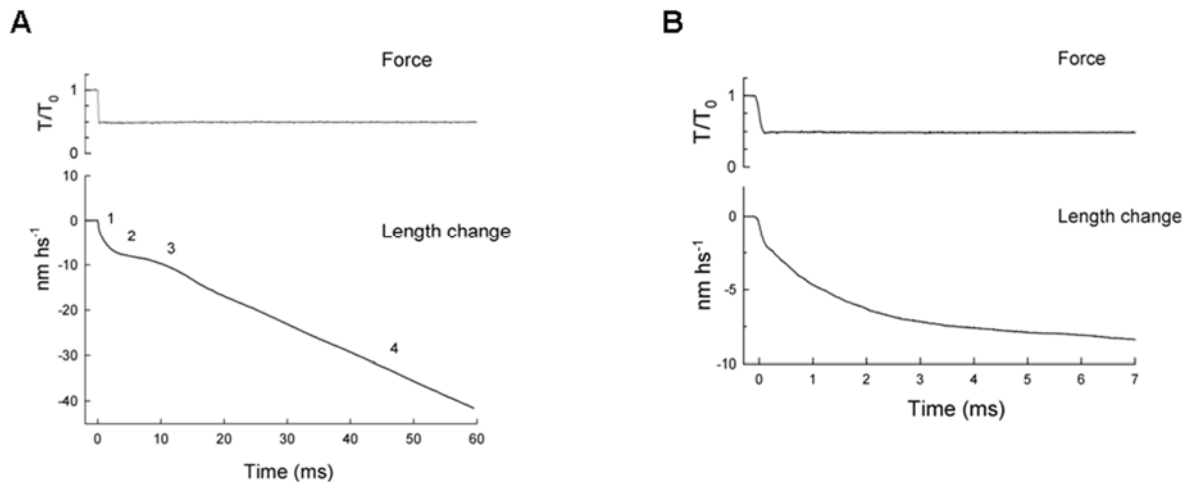 A
Force
T/T₀
1
0
10
0
-10
-20
-30
-40
nm hs⁻¹
Length change
1
2
3
4
0 10 20 30 40 50 60
Time (ms)
B
Force
T/T₀
1
0
0
-5
-10
nm hs⁻¹
Length change
0 1 2 3 4 5 6 7
Time (ms)